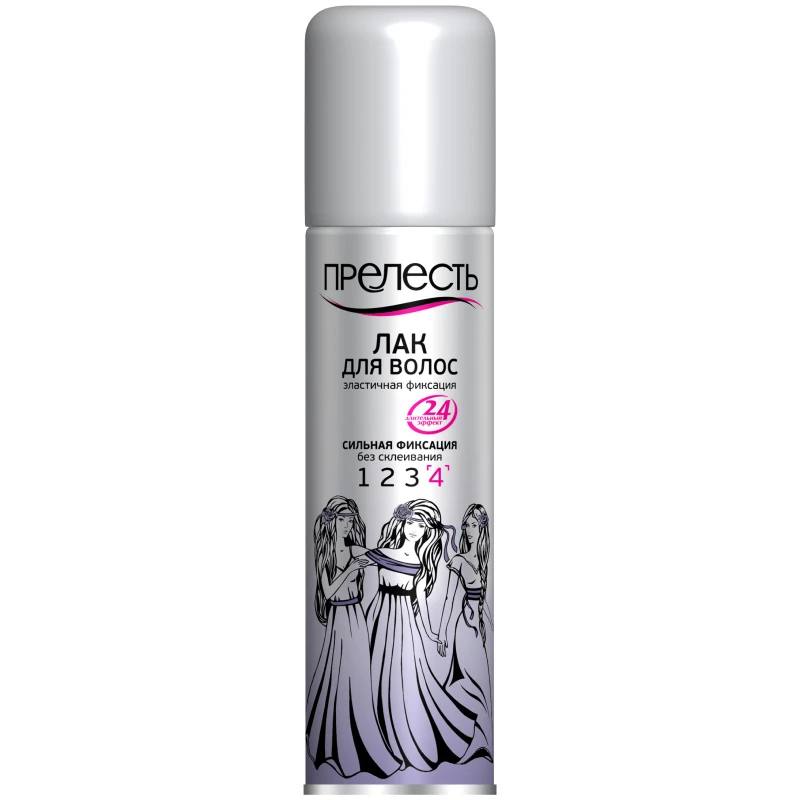 ПРЕЛЕСТЬ
ЛАК
ДЛЯ ВОЛОС
эластичная фиксация
24
длительный
эффект
СИЛЬНАЯ ФИКСАЦИЯ
без склеивания
1 2 3 4